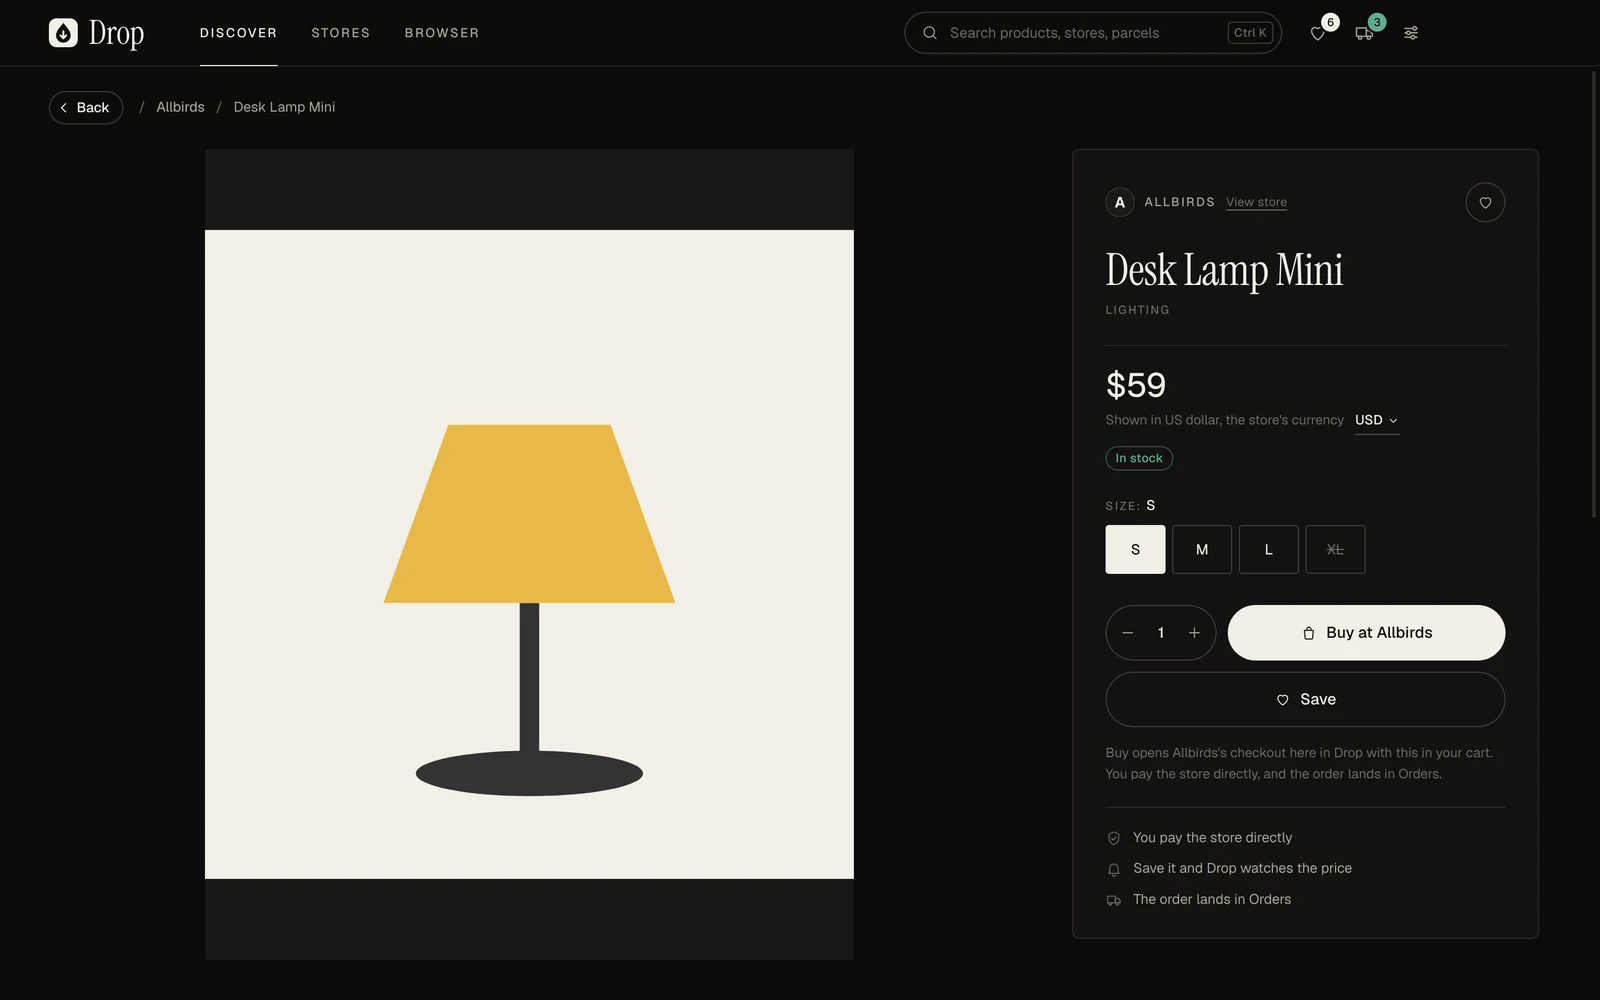 Drop
DISCOVER STORES BROWSER
Search products, stores, parcels Ctrl K
6 3
Back / Allbirds / Desk Lamp Mini
A ALLBIRDS View store
Desk Lamp Mini
LIGHTING
$59
Shown in US dollar, the store's currency USD
In stock
SIZE: S
S M L XL
− 1 + Buy at Allbirds
Save
Buy opens Allbirds's checkout here in Drop with this in your cart.
You pay the store directly, and the order lands in Orders.
You pay the store directly
Save it and Drop watches the price
The order lands in Orders